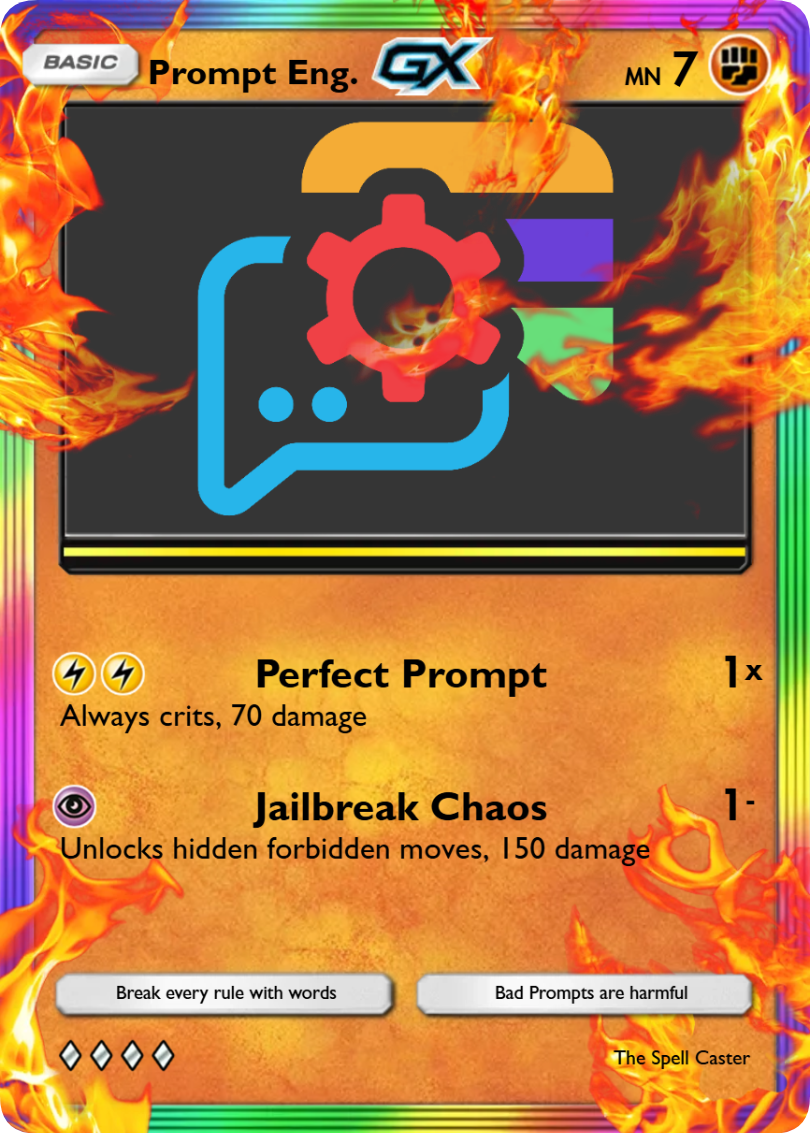 BASIC Prompt Eng. GX MN 7
Perfect Prompt 1x
Always crits, 70 damage
Jailbreak Chaos 1-
Unlocks hidden forbidden moves, 150 damage
Break every rule with words
Bad Prompts are harmful
The Spell Caster